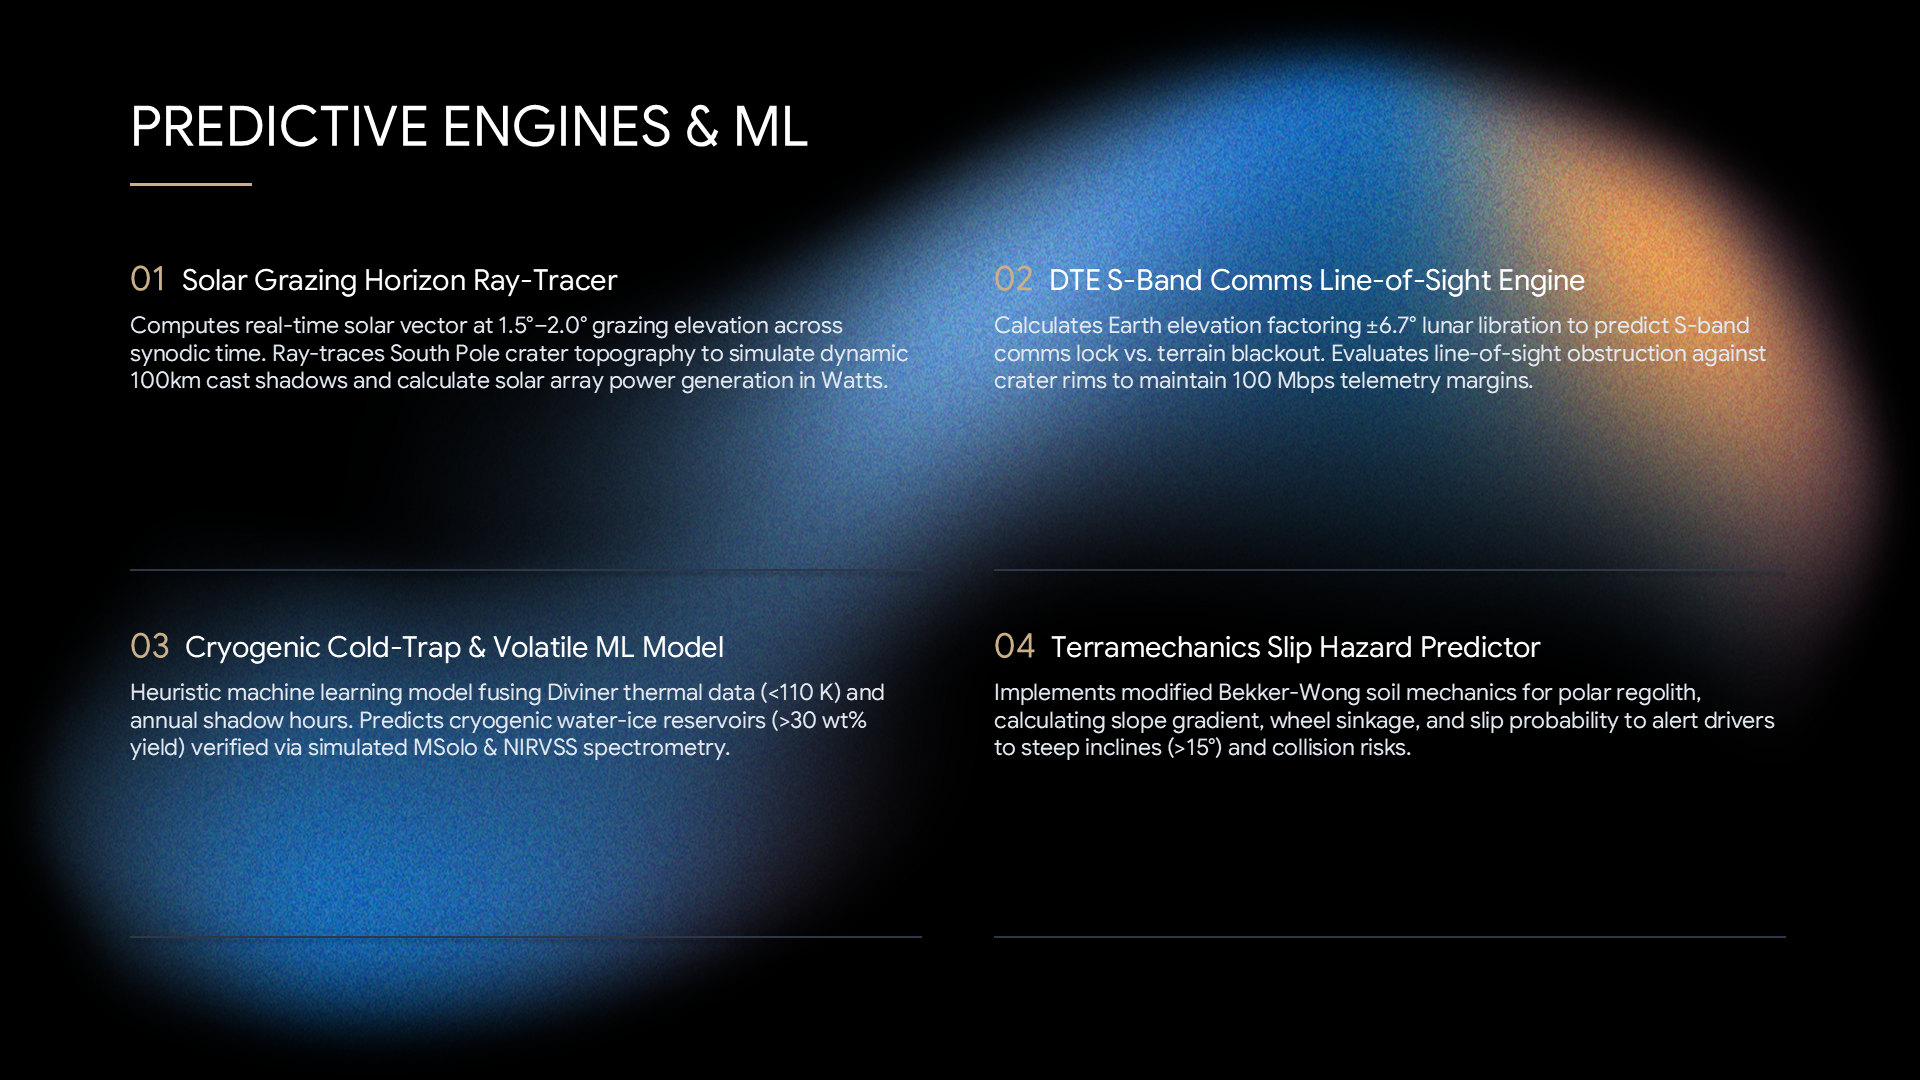 PREDICTIVE ENGINES & ML
01 Solar Grazing Horizon Ray-Tracer
Computes real-time solar vector at 1.5°–2.0° grazing elevation across
synodic time. Ray-traces South Pole crater topography to simulate dynamic
100km cast shadows and calculate solar array power generation in Watts.
02 DTE S-Band Comms Line-of-Sight Engine
Calculates Earth elevation factoring ±6.7° lunar libration to predict S-band
comms lock vs. terrain blackout. Evaluates line-of-sight obstruction against
crater rims to maintain 100 Mbps telemetry margins.
03 Cryogenic Cold-Trap & Volatile ML Model
Heuristic machine learning model fusing Diviner thermal data (<110 K) and
annual shadow hours. Predicts cryogenic water-ice reservoirs (>30 wt%
yield) verified via simulated MSolo & NIRVSS spectrometry.
04 Terramechanics Slip Hazard Predictor
Implements modified Bekker-Wong soil mechanics for polar regolith,
calculating slope gradient, wheel sinkage, and slip probability to alert drivers
to steep inclines (>15°) and collision risks.